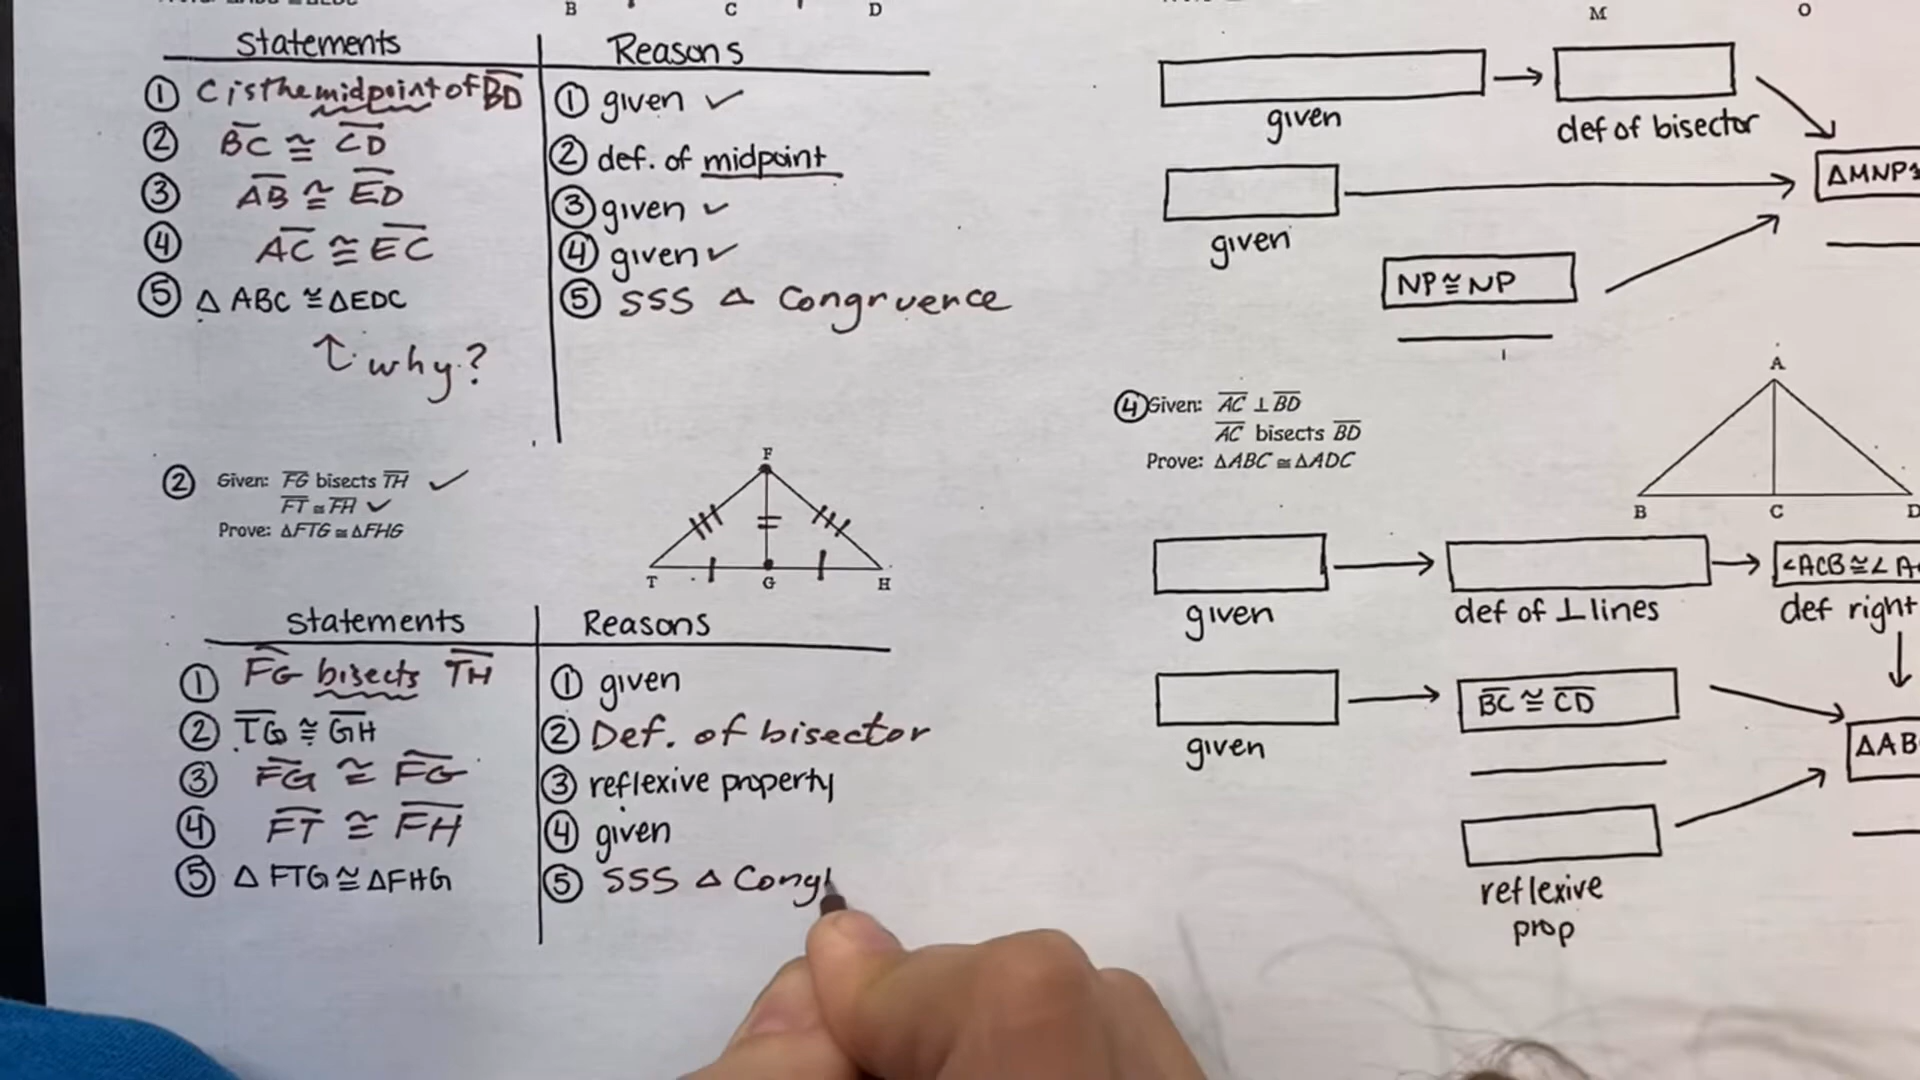 B C D
Statements Reasons
① C is the midpoint of BD ① given ✓
② BC ≅ CD ② def. of midpoint
③ AB ≅ ED ③ given ✓
④ AC ≅ EC ④ given ✓
⑤ △ ABC ≅ △EDC ⑤ SSS △ Congruence
↑ why?
② Given: FG bisects TH ✓
FT ≅ FH ✓
Prove: △FTG ≅ △FHG
F
T G H
Statements Reasons
① FG bisects TH ① given
② TG ≅ GH ② Def. of bisector
③ FG ≅ FG ③ reflexive property
④ FT ≅ FH ④ given
⑤ △ FTG ≅ △FHG ⑤ SSS △ Cong
M O
given
def of bisector
△MNP≅
given
NP≅NP
④ Given: AC ⊥ BD
AC bisects BD
Prove: △ABC ≅ △ADC
A
B C D
∠ACB≅∠A
given
def of ⊥ lines
def right
BC ≅ CD
given
△AB
reflexive
prop